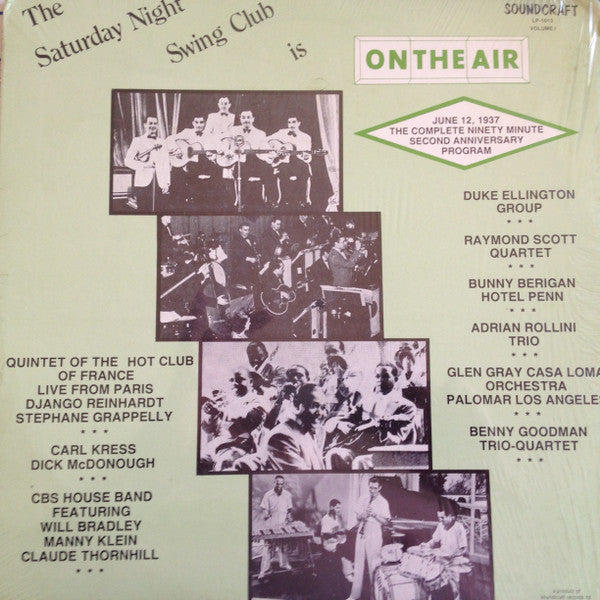 The
Saturday Night
Swing Club
is
ON THE AIR
SOUNDCRAFT
LP-1013
VOLUME I
JUNE 12, 1937
THE COMPLETE NINETY MINUTE
SECOND ANNIVERSARY
PROGRAM
DUKE ELLINGTON
GROUP
* * *
RAYMOND SCOTT
QUARTET
* * *
BUNNY BERIGAN
HOTEL PENN
* * *
ADRIAN ROLLINI
TRIO
* * *
GLEN GRAY CASA LOMA
ORCHESTRA
PALOMAR LOS ANGELES
* * *
BENNY GOODMAN
TRIO-QUARTET
* * *
QUINTET OF THE HOT CLUB
OF FRANCE
LIVE FROM PARIS
DJANGO REINHARDT
STEPHANE GRAPPELLY
* * *
CARL KRESS
DICK McDONOUGH
* * *
CBS HOUSE BAND
FEATURING
WILL BRADLEY
MANNY KLEIN
CLAUDE THORNHILL
* * *